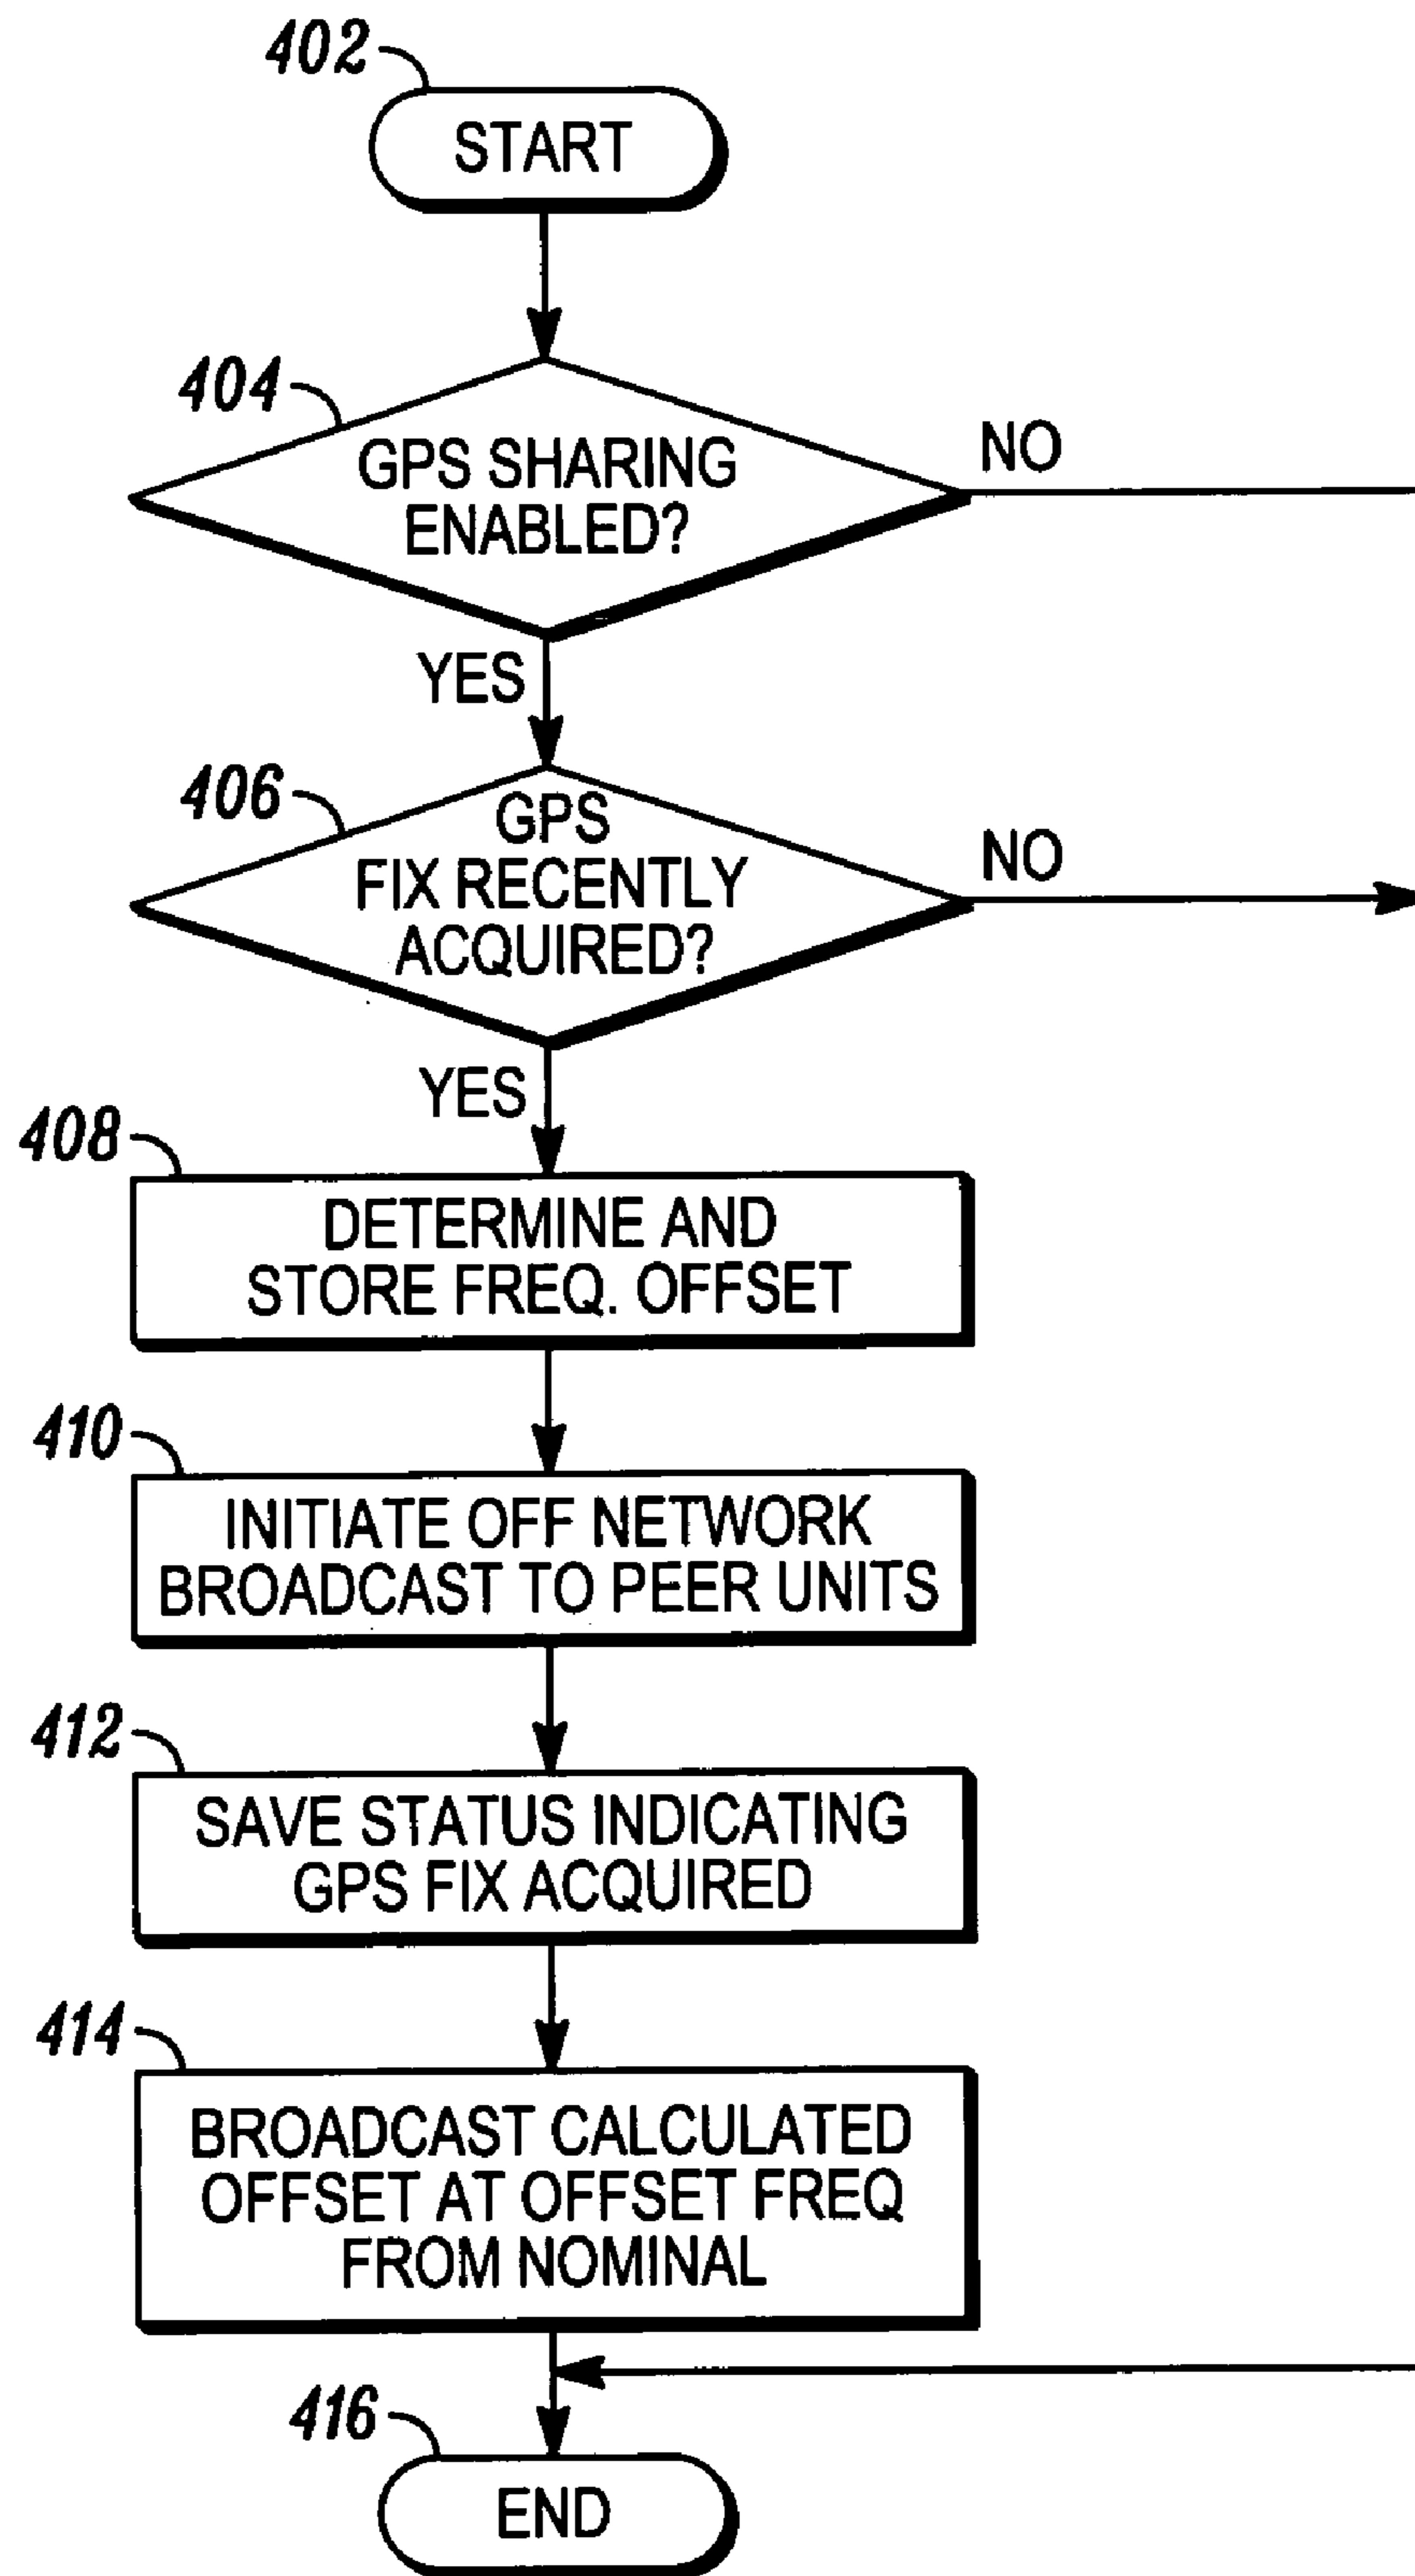 402
START
404
GPS SHARING
ENABLED?
NO
YES
406
GPS
FIX RECENTLY
ACQUIRED?
NO
YES
408
DETERMINE AND
STORE FREQ. OFFSET
410
INITIATE OFF NETWORK
BROADCAST TO PEER UNITS
412
SAVE STATUS INDICATING
GPS FIX ACQUIRED
414
BROADCAST CALCULATED
OFFSET AT OFFSET FREQ
FROM NOMINAL
416
END